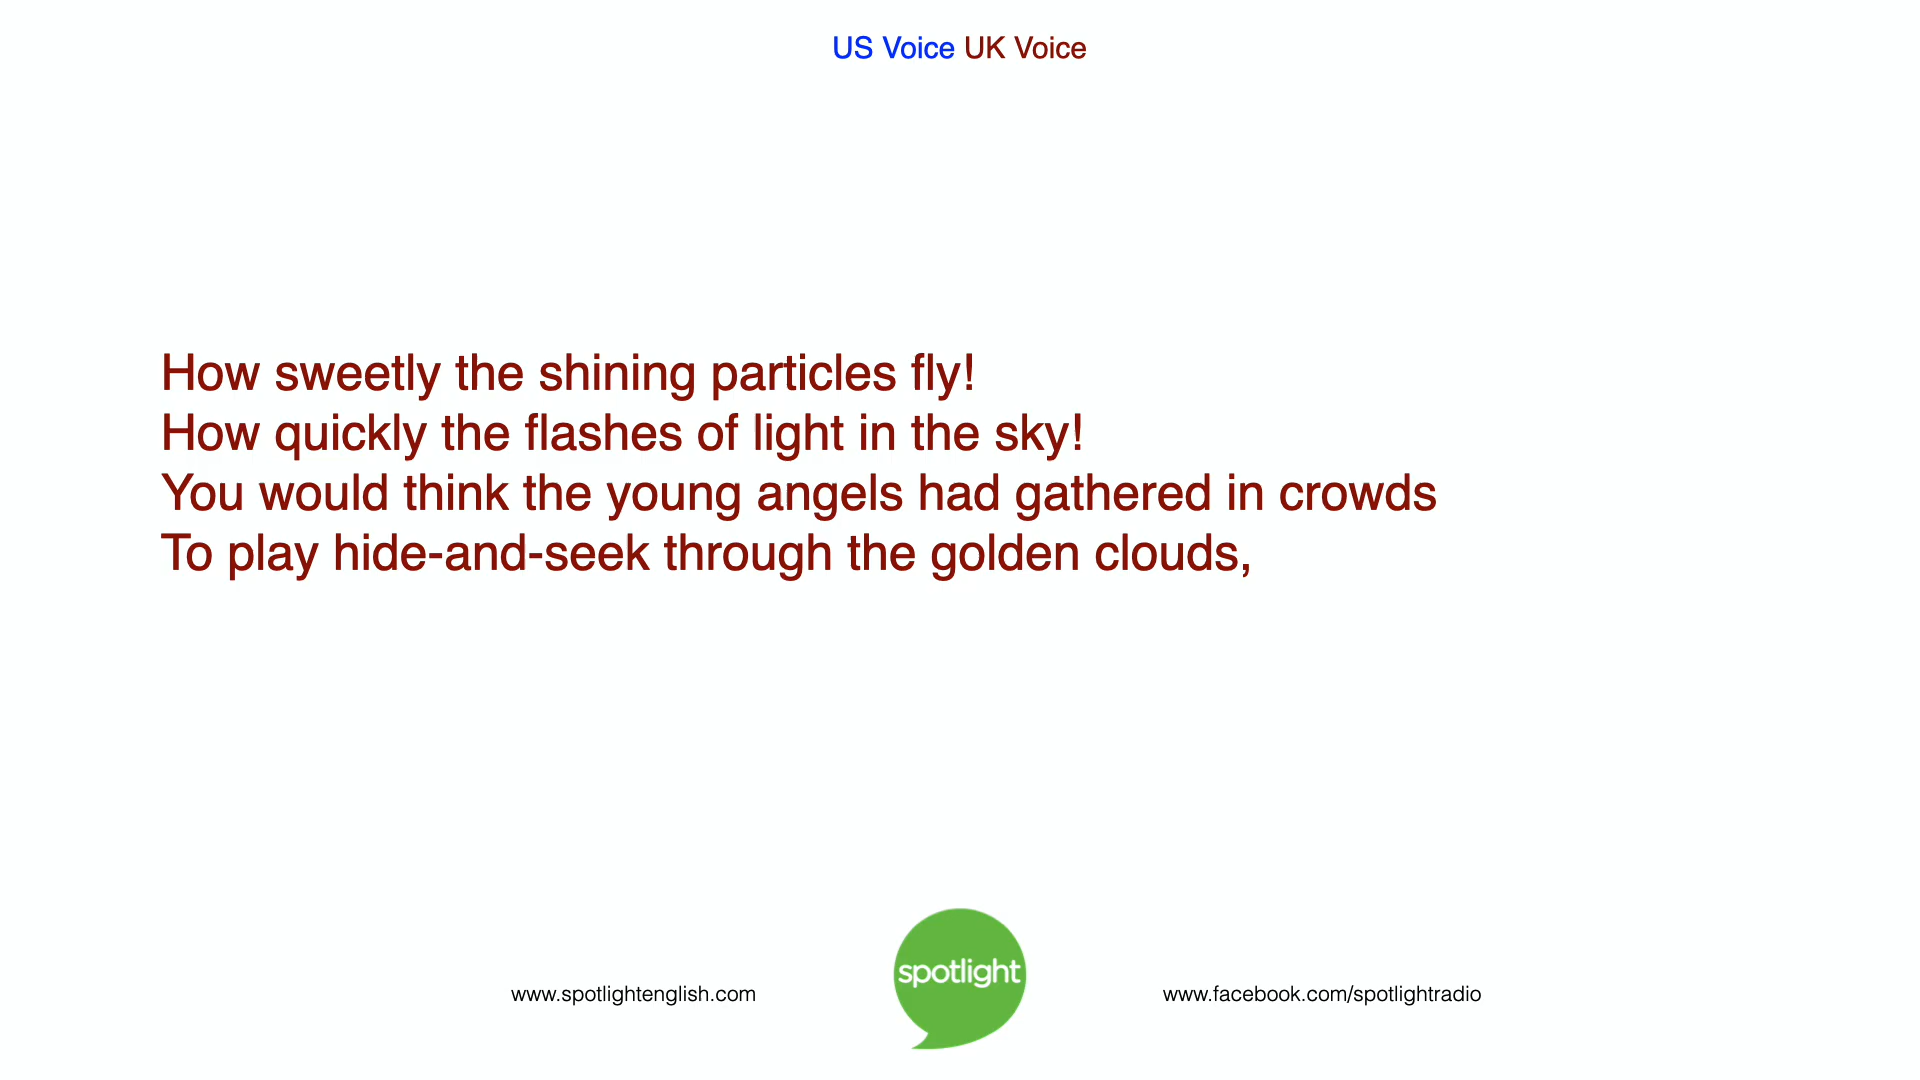 US Voice UK Voice
How sweetly the shining particles fly!
How quickly the flashes of light in the sky!
You would think the young angels had gathered in crowds
To play hide-and-seek through the golden clouds,
spotlight
www.spotlightenglish.com
www.facebook.com/spotlightradio